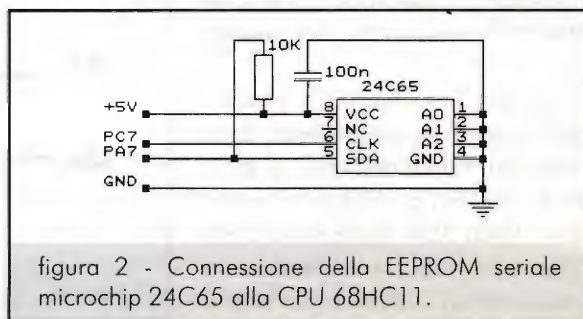 10K
100n
24C65
+5V
8 VCC A0 1
7 NC A1 2
PC7
6 CLK A2 3
PA7
5 SDA GND 4
GND
figura 2 - Connessione della EEPROM seriale
microchip 24C65 alla CPU 68HC11.